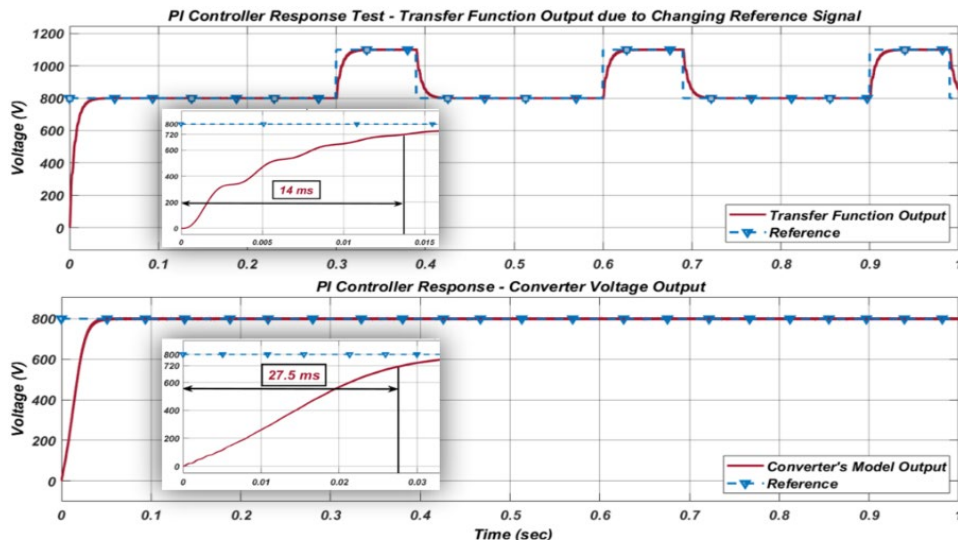 PI Controller Response Test - Transfer Function Output due to Changing Reference Signal
Voltage (V)
1200
1000
800
600
400
200
0
800
720
600
400
200
0
14 ms
0
0.005
0.01
0.015
Transfer Function Output
Reference
0 0.1 0.2 0.3 0.4 0.5 0.6 0.7 0.8 0.9 1
PI Controller Response - Converter Voltage Output
Voltage (V)
800
600
400
200
0
800
720
600
400
200
0
27.5 ms
0 0.01 0.02 0.03
Converter's Model Output
Reference
0 0.1 0.2 0.3 0.4 0.5 0.6 0.7 0.8 0.9 1
Time (sec)